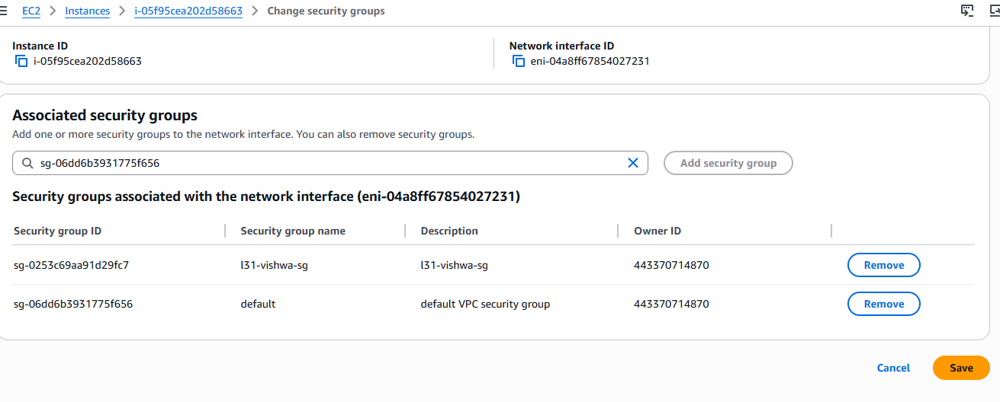 EC2 > Instances > i-05f95cea202d58663 > Change security groups
Instance ID
i-05f95cea202d58663
Network interface ID
eni-04a8ff67854027231
Associated security groups
Add one or more security groups to the network interface. You can also remove security groups.
sg-06dd6b3931775f656
Add security group
Security groups associated with the network interface (eni-04a8ff67854027231)
Security group ID Security group name Description Owner ID
sg-0253c69aa91d29fc7 l31-vishwa-sg l31-vishwa-sg 443370714870 Remove
sg-06dd6b3931775f656 default default VPC security group 443370714870 Remove
Cancel Save